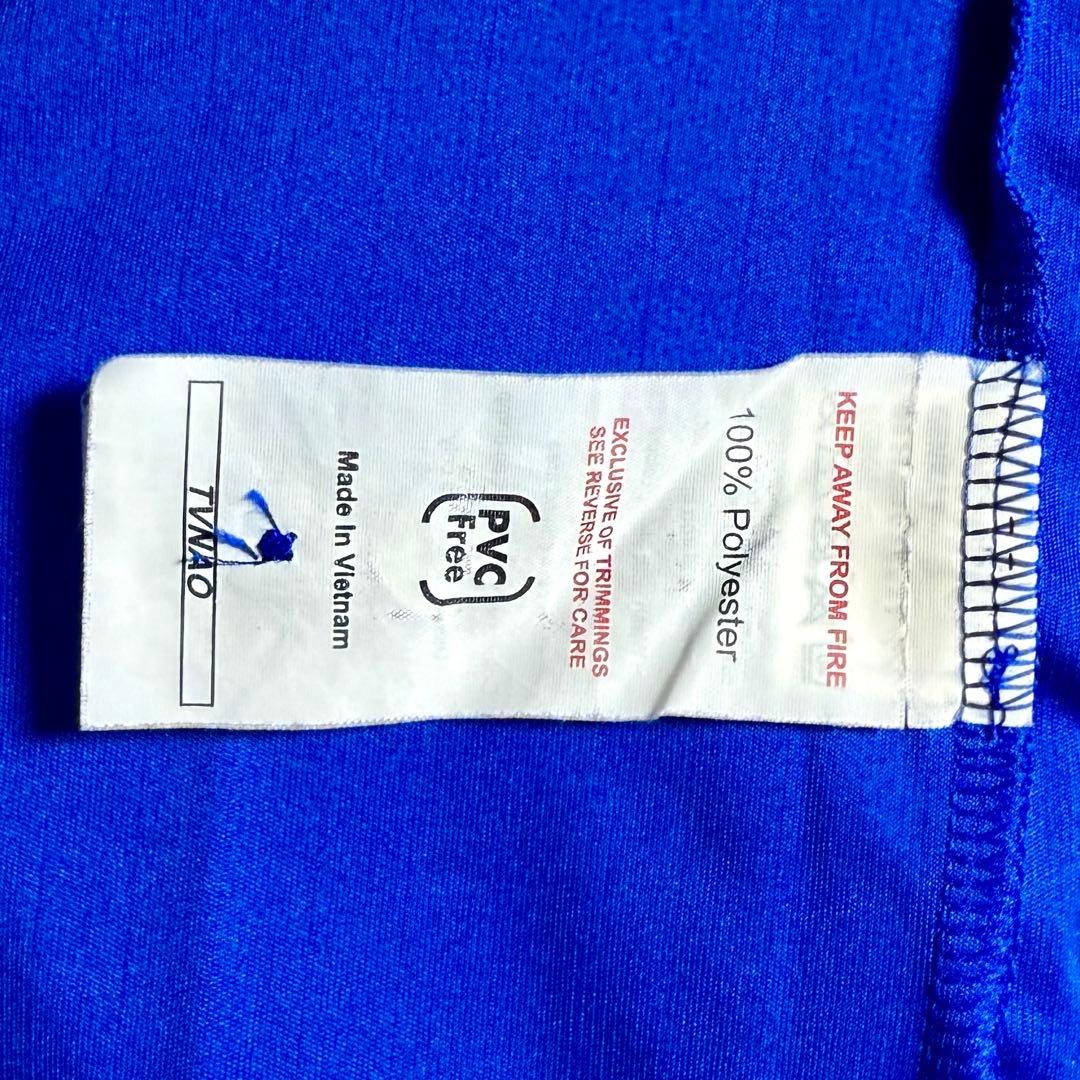 KEEP AWAY FROM FIRE
100% Polyester
EXCLUSIVE OF TRIMMINGS
SEE REVERSE FOR CARE
PVC
Free
Made In Vietnam
TVNAO